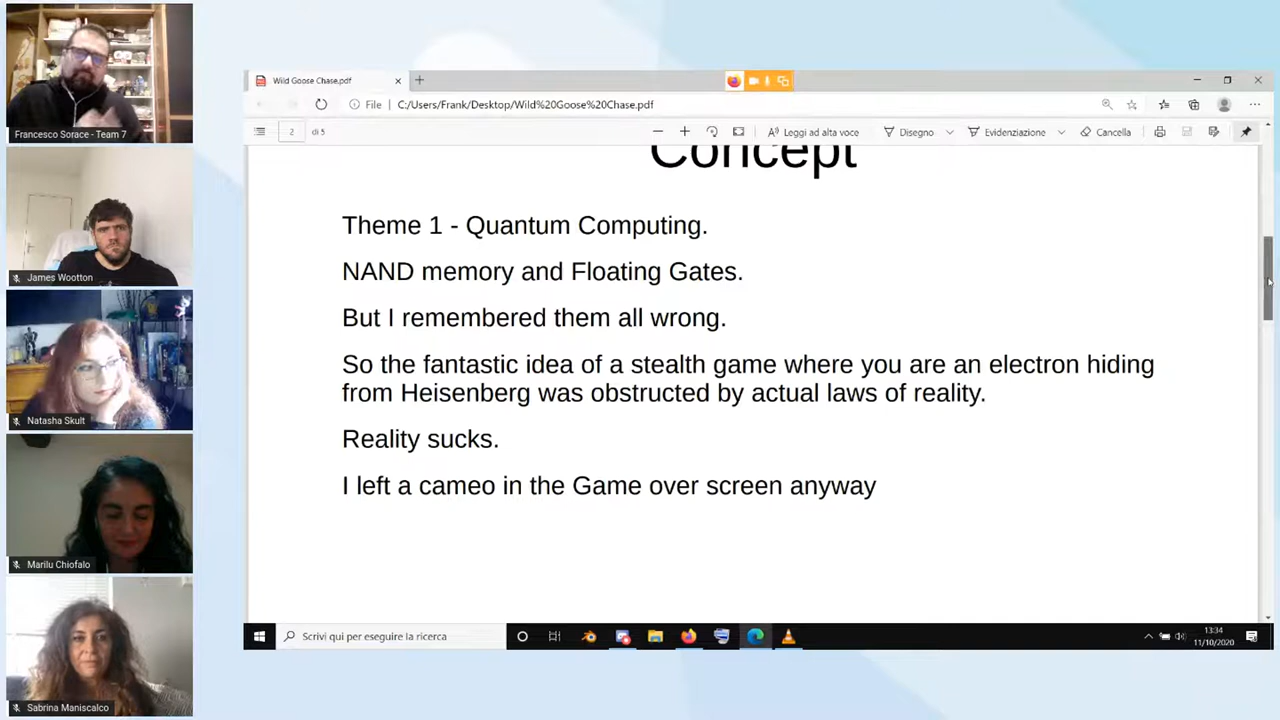 Francesco Sorace - Team 7
James Wootton
Natasha Skult
Marilu Chiofalo
Sabrina Maniscalco
Wild Goose Chase.pdf
File
C:/Users/Frank/Desktop/Wild%20Goose%20Chase.pdf
2 di 5
Leggi ad alta voce
Disegno
Evidenziazione
Cancella
Concept
Theme 1 - Quantum Computing.
NAND memory and Floating Gates.
But I remembered them all wrong.
So the fantastic idea of a stealth game where you are an electron hiding
from Heisenberg was obstructed by actual laws of reality.
Reality sucks.
I left a cameo in the Game over screen anyway
Scrivi qui per eseguire la ricerca
13:34
11/10/2020